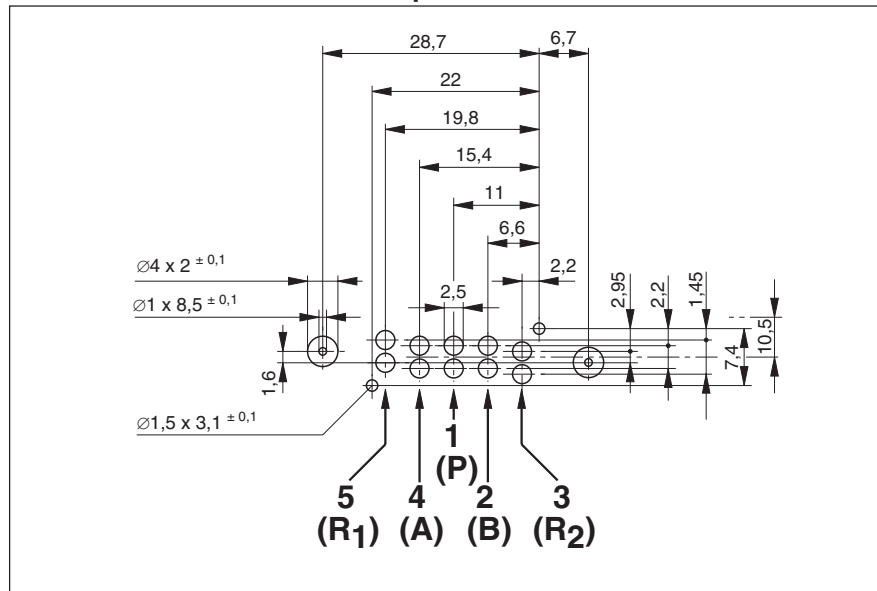 28,7
6,7
22
19,8
15,4
11
6,6
2,2
2,5
2,95
2,2
1,45
10,5
7,4
∅4 x 2 ± 0,1
∅1 x 8,5 ± 0,1
1,6
∅1,5 x 3,1 ± 0,1
1
(P)
5 4 2 3
(R1) (A) (B) (R2)